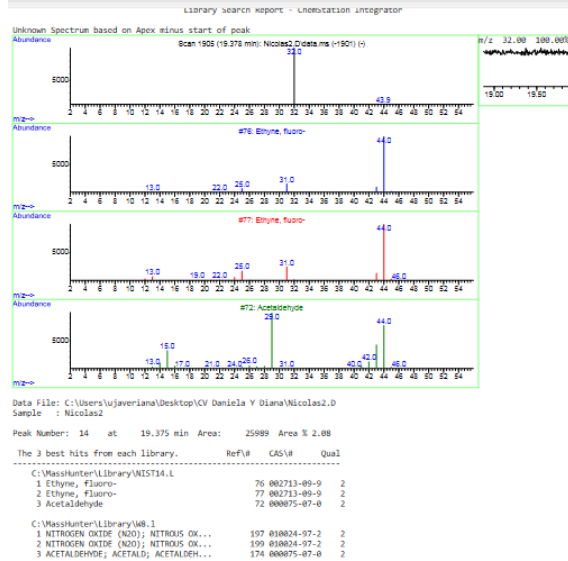 Library Search Report - ChemStation Integrator
Unknown Spectrum based on Apex minus start of peak
Abundance
Scan 1905 (19.378 min): Nicolas2.D\data.ms (-1901) (-)
32.0
5000
43.9
2 4 6 8 10 12 14 16 18 20 22 24 26 28 30 32 34 36 38 40 42 44 46 48 50 52 54
m/z-->
m/z 32.00 100.00%
19.00 19.50
Abundance
#76: Ethyne, fluoro-
44.0
5000
13.0 22.0 25.0 31.0
2 4 6 8 10 12 14 16 18 20 22 24 26 28 30 32 34 36 38 40 42 44 46 48 50 52 54
m/z-->
Abundance
#77: Ethyne, fluoro-
44.0
5000
13.0 19.0 22.0 25.0 31.0 46.0
2 4 6 8 10 12 14 16 18 20 22 24 26 28 30 32 34 36 38 40 42 44 46 48 50 52 54
m/z-->
Abundance
#72: Acetaldehyde
29.0 44.0
5000
13.0 15.0 17.0 21.0 24.0 26.0 31.0 40.0 42.0 46.0
2 4 6 8 10 12 14 16 18 20 22 24 26 28 30 32 34 36 38 40 42 44 46 48 50 52 54
m/z-->
Data File: C:\Users\ujaveriana\Desktop\CV Daniela Y Diana\Nicolas2.D
Sample : Nicolas2
Peak Number: 14 at 19.375 min Area: 25989 Area % 2.08
The 3 best hits from each library. Ref\# CAS\# Qual
C:\MassHunter\Library\NIST14.L
1 Ethyne, fluoro- 76 002713-09-9 2
2 Ethyne, fluoro- 77 002713-09-9 2
3 Acetaldehyde 72 000075-07-0 2
C:\MassHunter\Library\W8.l
1 NITROGEN OXIDE (N2O); NITROUS OX... 197 010024-97-2 2
2 NITROGEN OXIDE (N2O); NITROUS OX... 199 010024-97-2 2
3 ACETALDEHYDE; ACETALD; ACETALDEH... 174 000075-07-0 2